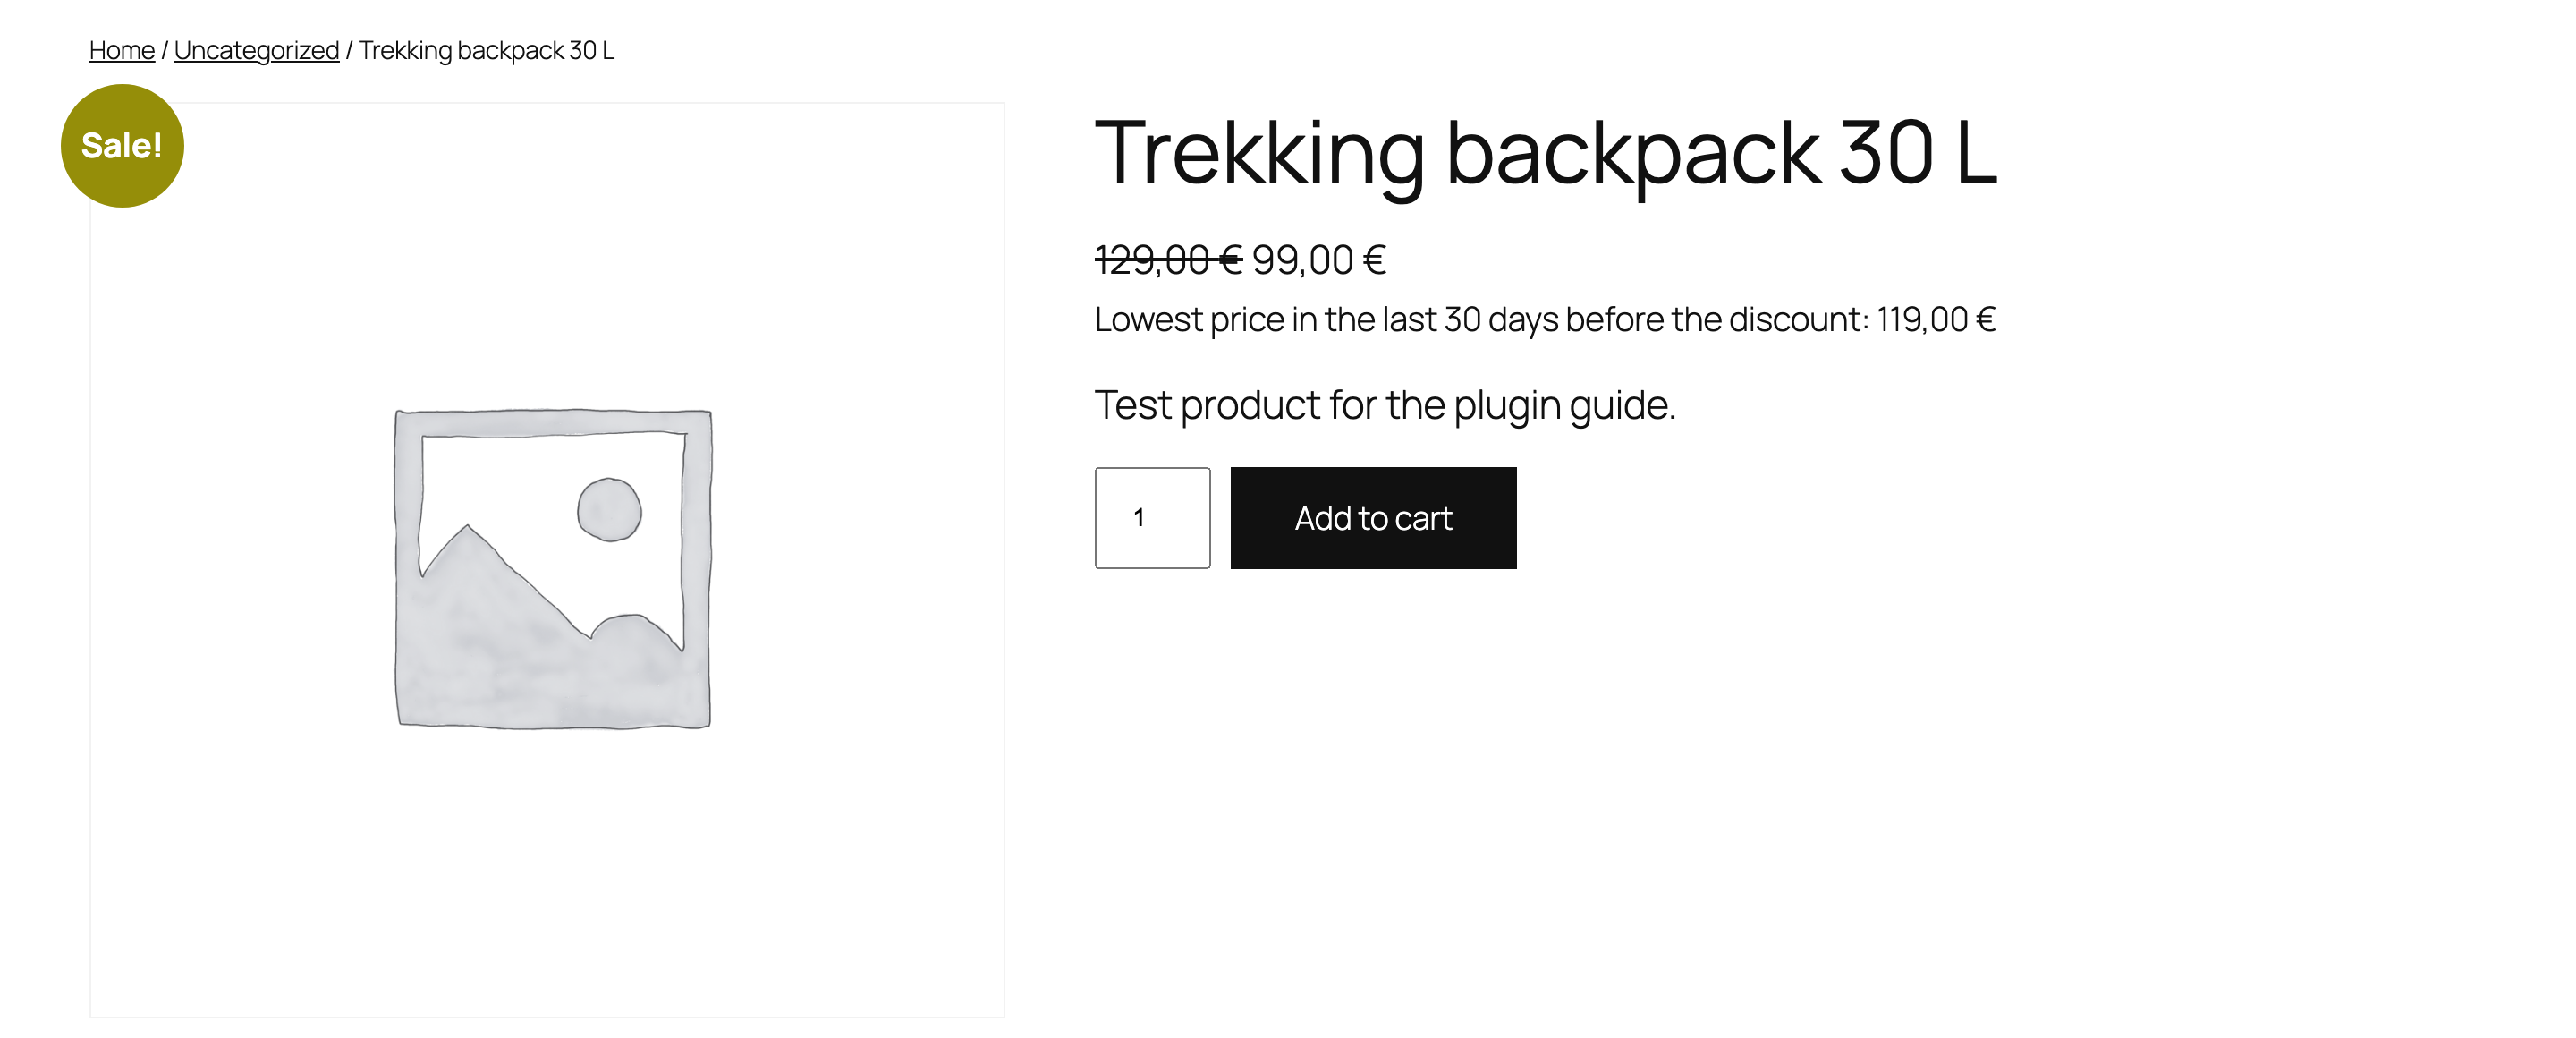 Home / Uncategorized / Trekking backpack 30 L
Sale!
Trekking backpack 30 L
129,00 € 99,00 €
Lowest price in the last 30 days before the discount: 119,00 €
Test product for the plugin guide.
1
Add to cart